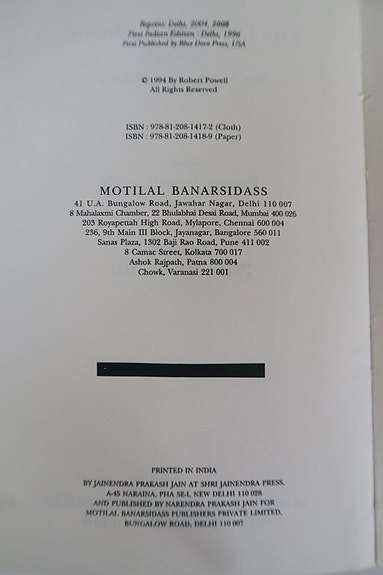 Reprint: Delhi, 2004, 2008
First Indian Edition : Delhi, 1996
First Published by Blue Dove Press, USA
© 1994 By Robert Powell
All Rights Reserved
ISBN : 978-81-208-1417-2 (Cloth)
ISBN : 978-81-208-1418-9 (Paper)
MOTILAL BANARSIDASS
41 U.A. Bungalow Road, Jawahar Nagar, Delhi 110 007
8 Mahalaxmi Chamber, 22 Bhulabhai Desai Road, Mumbai 400 026
203 Royapettah High Road, Mylapore, Chennai 600 004
236, 9th Main III Block, Jayanagar, Bangalore 560 011
Sanas Plaza, 1302 Baji Rao Road, Pune 411 002
8 Camac Street, Kolkata 700 017
Ashok Rajpath, Patna 800 004
Chowk, Varanasi 221 001
PRINTED IN INDIA
BY JAINENDRA PRAKASH JAIN AT SHRI JAINENDRA PRESS,
A-45 NARAINA, PHASE-I, NEW DELHI 110 028
AND PUBLISHED BY NARENDRA PRAKASH JAIN FOR
MOTILAL BANARSIDASS PUBLISHERS PRIVATE LIMITED,
BUNGALOW ROAD, DELHI 110 007